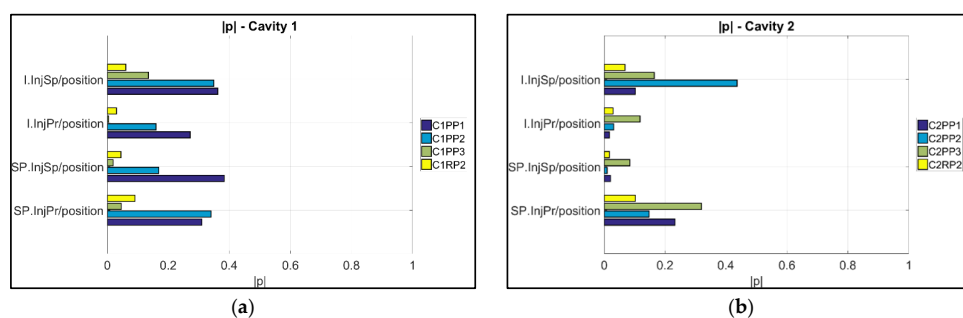 |p| - Cavity 1
I.InjSp/position
I.InjPr/position
SP.InjSp/position
SP.InjPr/position
0 0.2 0.4 0.6 0.8 1
|p|
C1PP1
C1PP2
C1PP3
C1RP2
(a)
|p| - Cavity 2
I.InjSp/position
I.InjPr/position
SP.InjSp/position
SP.InjPr/position
0 0.2 0.4 0.6 0.8 1
|p|
C2PP1
C2PP2
C2PP3
C2RP2
(b)